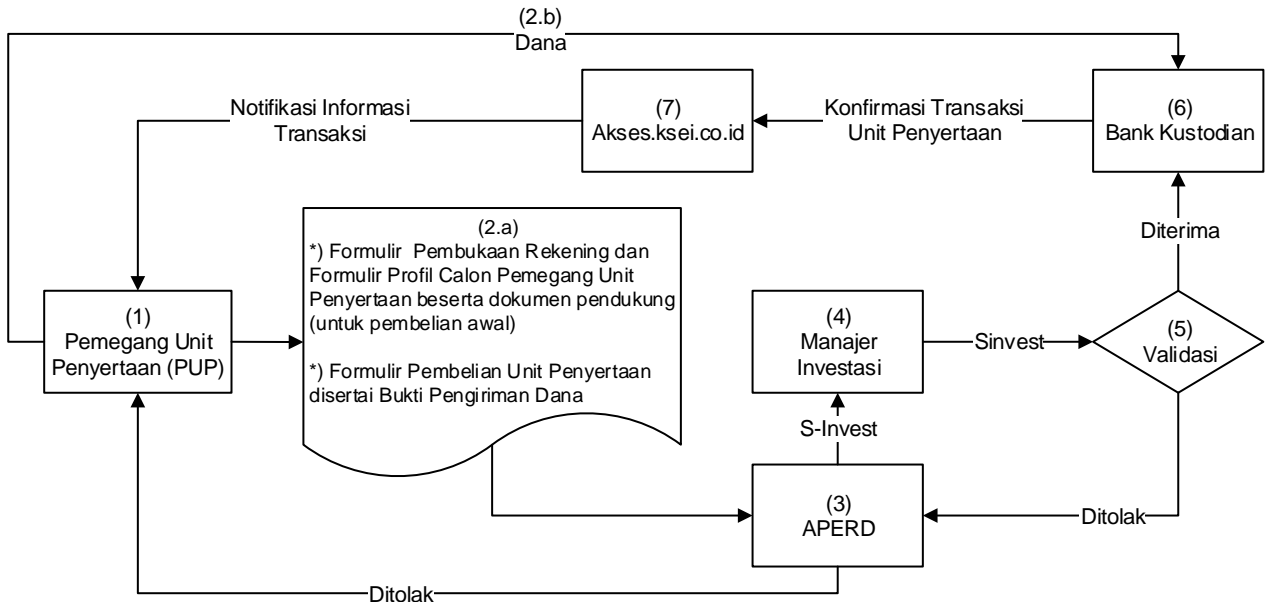 (2.b)
Dana
Notifikasi Informasi
Transaksi
(7)
Akses.ksei.co.id
Konfirmasi Transaksi
Unit Penyertaan
(6)
Bank Kustodian
(2.a)
*) Formulir Pembukaan Rekening dan
Formulir Profil Calon Pemegang Unit
Penyertaan beserta dokumen pendukung
(untuk pembelian awal)
*) Formulir Pembelian Unit Penyertaan
disertai Bukti Pengiriman Dana
Diterima
(1)
Pemegang Unit
Penyertaan (PUP)
(4)
Manajer
Investasi
Sinvest
(5)
Validasi
S-Invest
(3)
APERD
Ditolak
Ditolak